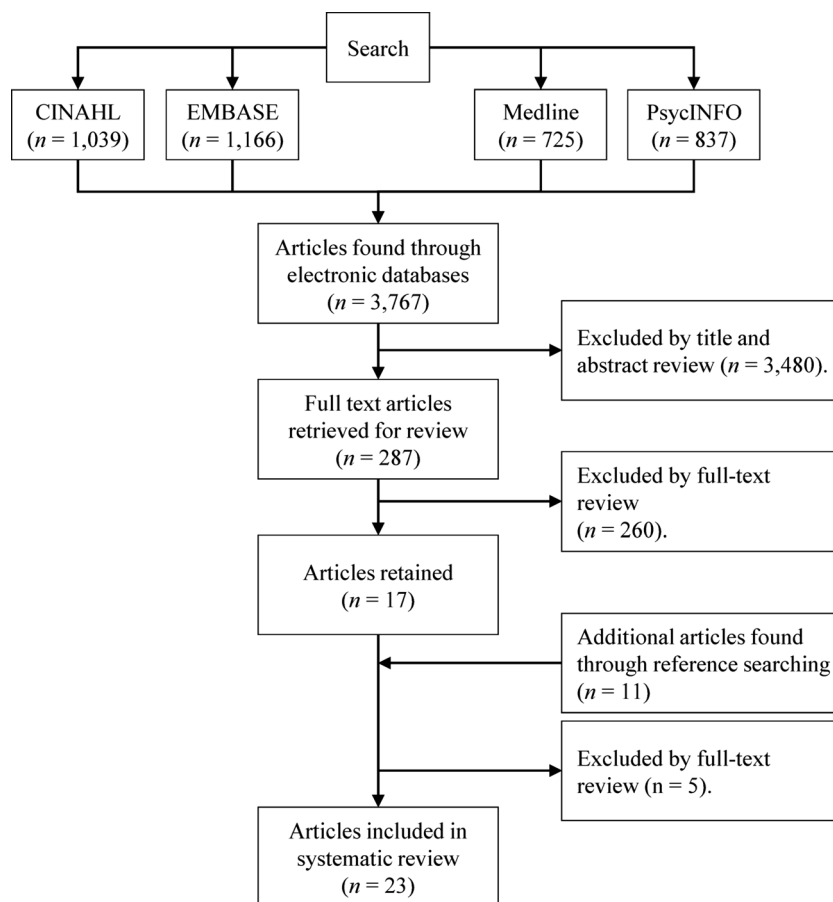 Search
CINAHL
(n = 1,039)
EMBASE
(n = 1,166)
Medline
(n = 725)
PsycINFO
(n = 837)
Articles found through
electronic databases
(n = 3,767)
Excluded by title and
abstract review (n = 3,480).
Full text articles
retrieved for review
(n = 287)
Excluded by full-text
review
(n = 260).
Articles retained
(n = 17)
Additional articles found
through reference searching
(n = 11)
Excluded by full-text
review (n = 5).
Articles included in
systematic review
(n = 23)